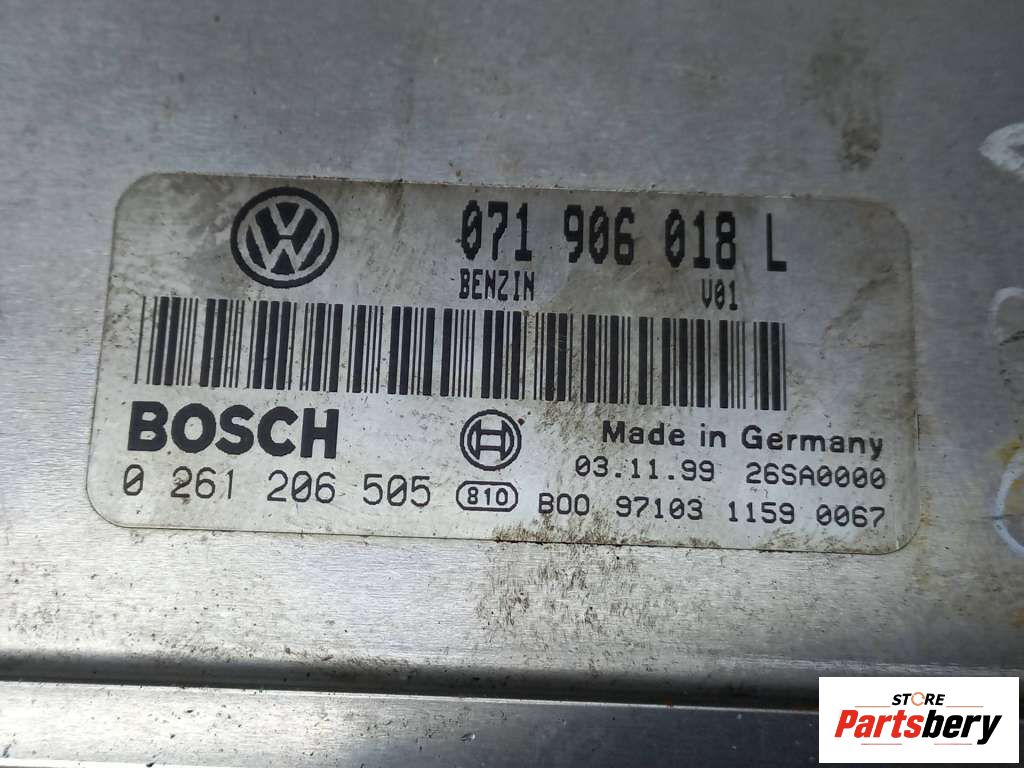 071 906 018 L
BENZIN V01
BOSCH
Made in Germany
03.11.99 26SA0000
0 261 206 505 810 B00 97103 1159 0067
STORE
Partsbery